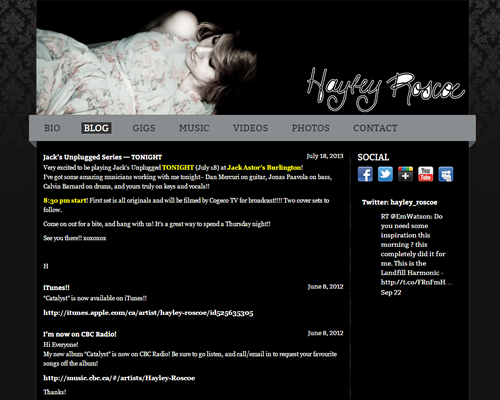 Hayley Roscoe
BIO BLOG GIGS MUSIC VIDEOS PHOTOS CONTACT
Jack's Unplugged Series — TONIGHT July 18, 2013
Very excited to be playing Jack's Unplugged TONIGHT (July 18) at Jack Astor's Burlington!
I've got some amazing musicians working with me tonight-- Dan Mercuri on guitar, Jonas Paavola on bass,
Calvin Barnard on drums, and yours truly on keys and vocals!!
8:30 pm start! First set is all originals and will be filmed by Cogeco TV for broadcast!!!! Two cover sets to
follow.
Come on out for a bite, and hang with us! It's a great way to spend a Thursday night!!
See you there!! xoxoxox
H
iTunes!! June 8, 2012
"Catalyst" is now available on iTunes!!
http://itunes.apple.com/ca/artist/hayley-roscoe/id525635305
I'm now on CBC Radio! June 8, 2012
Hi Everyone!
My new album "Catalyst" is now on CBC Radio! Be sure to go listen, and call/email in to request your favourite
songs off the album!
http://music.cbc.ca/#/artists/Hayley-Roscoe
Thanks!
SOCIAL
You Tube
Twitter: hayley_roscoe
RT @EmWatson: Do
you need some
inspiration this
morning ? this
completely did it for
me. This is the
Landfill Harmonic -
http://t.co/FRnFmH...
Sep 22